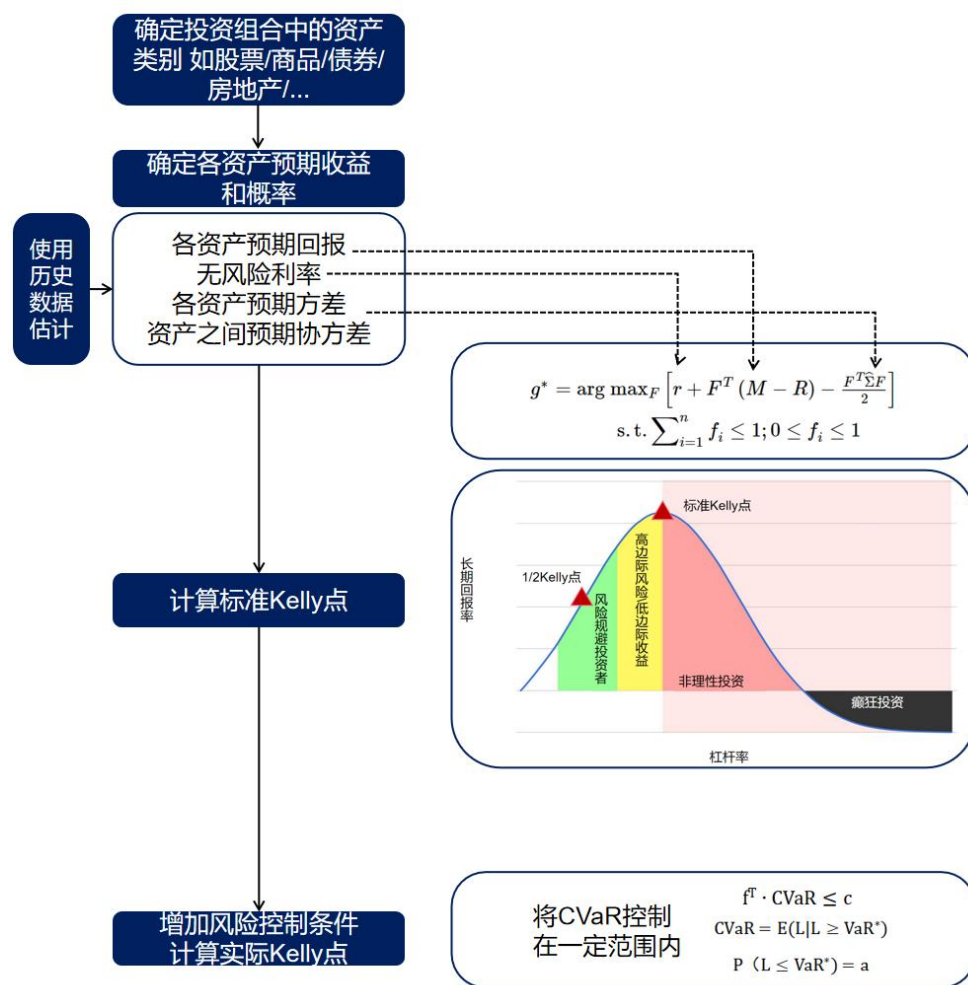 确定投资组合中的资产
类别 如股票/商品/债券/
房地产/...
确定各资产预期收益
和概率
使用
历史
数据
估计
各资产预期回报
无风险利率
各资产预期方差
资产之间预期协方差
g* = arg max_F [r + F^T (M − R) − F^T Σ̂ F / 2]
s.t. ∑_{i=1}^{n} f_i ≤ 1; 0 ≤ f_i ≤ 1
计算标准Kelly点
长期回报率
标准Kelly点
1/2Kelly点
风险规避投资者
高边际风险低边际收益
非理性投资
癫狂投资
杠杆率
增加风险控制条件
计算实际Kelly点
将CVaR控制
在一定范围内
f^T · CVaR ≤ c
CVaR = E(L|L ≥ VaR*)
P（L ≤ VaR*) = a